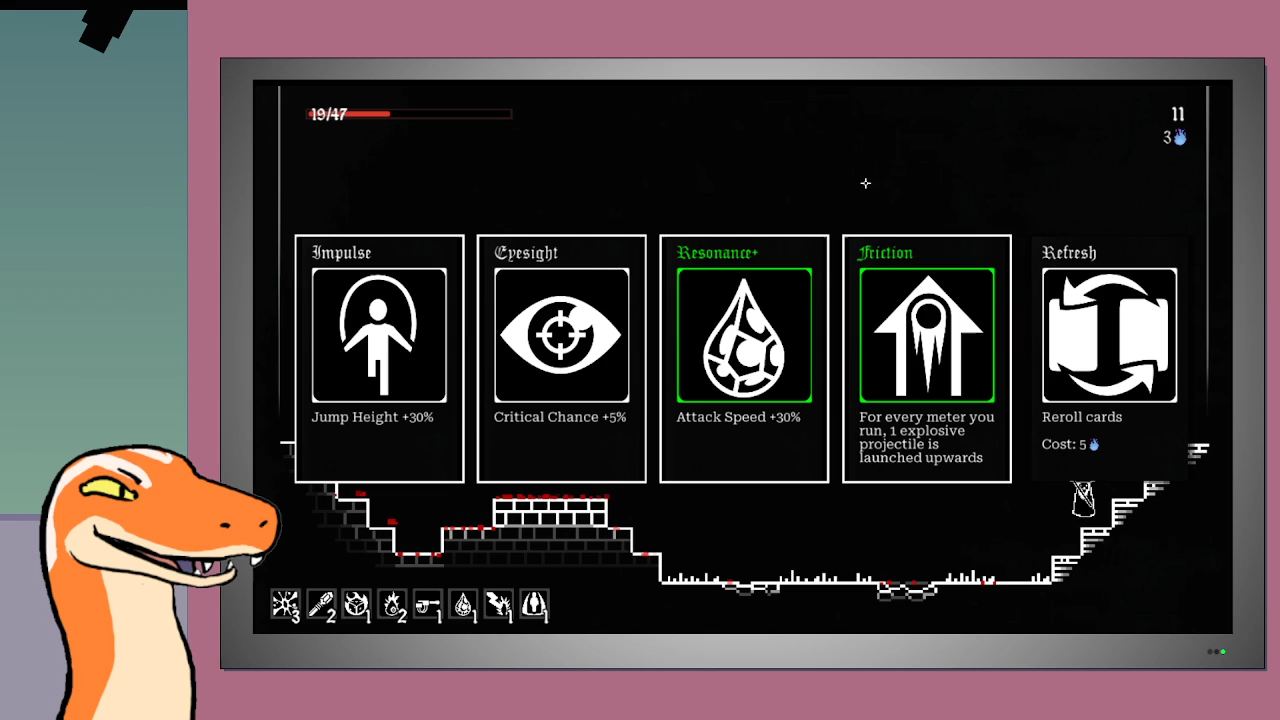 19/47
11
3
Impulse
Jump Height +30%
Eyesight
Critical Chance +5%
Resonance+
Attack Speed +30%
Friction
For every meter you
run, 1 explosive
projectile is
launched upwards
Refresh
Reroll cards
Cost: 5
3 2 1 2 1 1 1 1